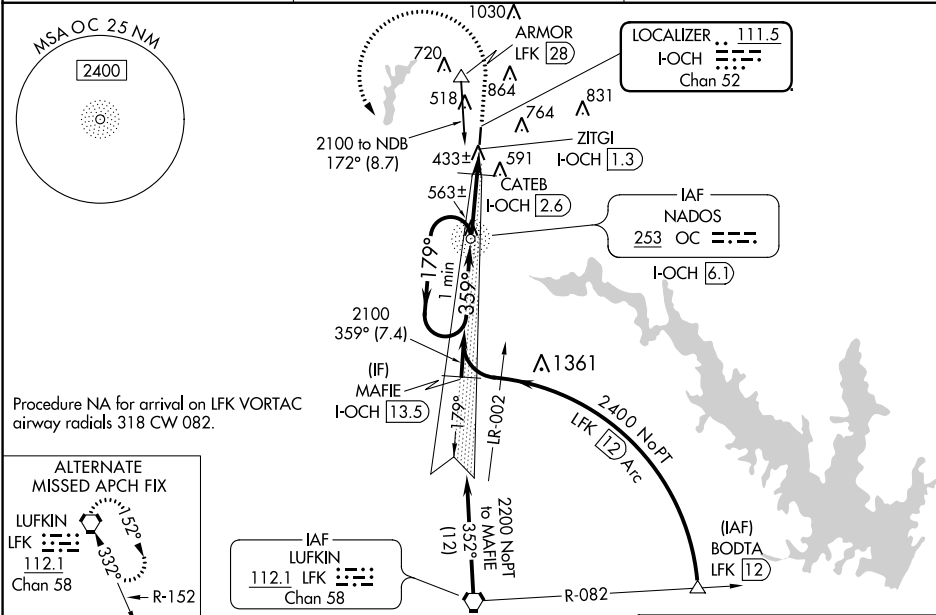 MSA OC 25 NM
2400
1030
ARMOR
LFK 28
720
864
518
764
831
LOCALIZER 111.5
I-OCH
Chan 52
2100 to NDB
172° (8.7)
433±
591
ZITGI
I-OCH 1.3
CATEB
I-OCH 2.6
563±
IAF
NADOS
253 OC
I-OCH 6.1
179°
1 min
359°
2100
359° (7.4)
(IF)
MAFIE
I-OCH 13.5
1361
179°
LR-002
2400 NoPT
LFK 12 Arc
Procedure NA for arrival on LFK VORTAC
airway radials 318 CW 082.
ALTERNATE
MISSED APCH FIX
LUFKIN
LFK
112.1
Chan 58
152°
332°
R-152
IAF
LUFKIN
112.1 LFK
Chan 58
2200 NoPT
to MAFIE
352°
(12)
R-082
(IAF)
BODTA
LFK 12